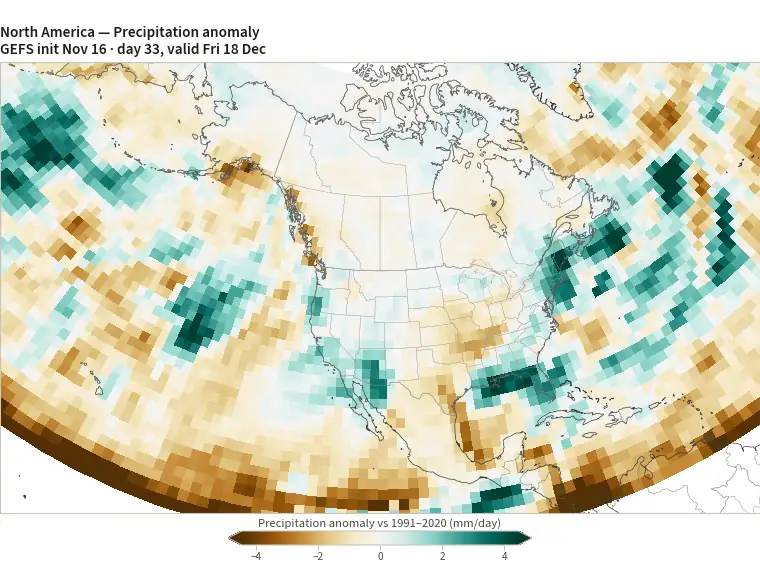 North America — Precipitation anomaly
GEFS init Nov 16 · day 33, valid Fri 18 Dec
Precipitation anomaly vs 1991–2020 (mm/day)
−4 −2 0 2 4